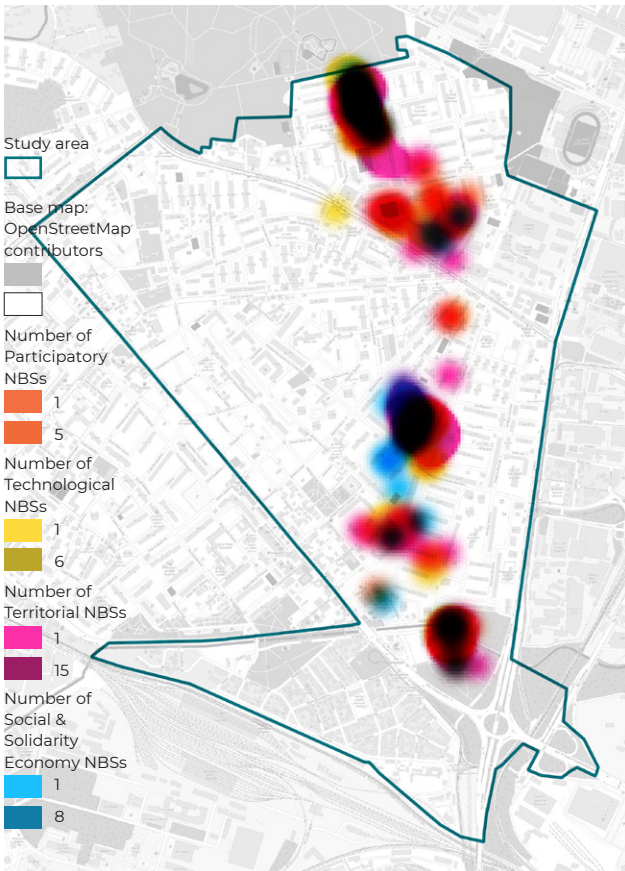 Study area
Base map:
OpenStreetMap
contributors
Number of
Participatory
NBSs
1
5
Number of
Technological
NBSs
1
6
Number of
Territorial NBSs
1
15
Number of
Social &
Solidarity
Economy NBSs
1
8